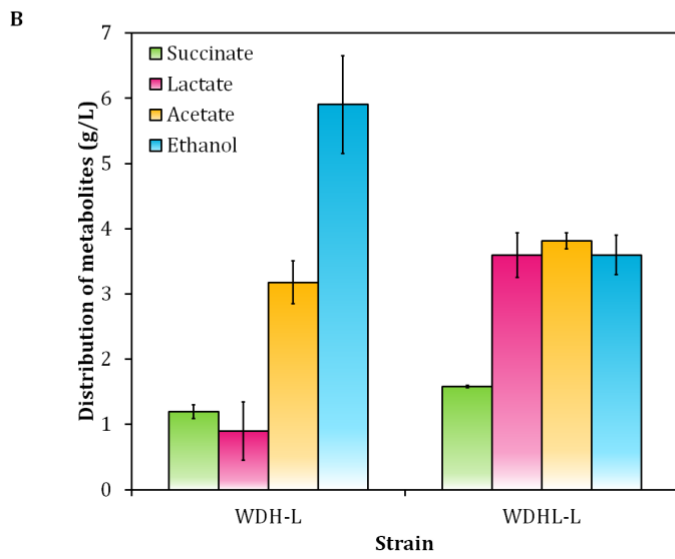 B
Distribution of metabolites (g/L)
7
6
5
4
3
2
1
0
Succinate
Lactate
Acetate
Ethanol
WDH-L
WDHL-L
Strain